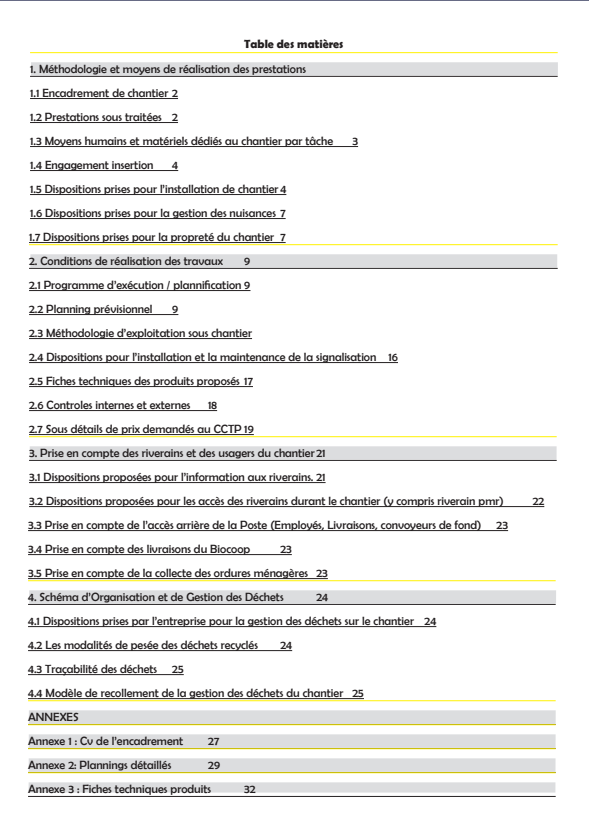 Table des matières
1. Méthodologie et moyens de réalisation des prestations
1.1 Encadrement de chantier 2
1.2 Prestations sous traitées 2
1.3 Moyens humains et matériels dédiés au chantier par tâche 3
1.4 Engagement insertion 4
1.5 Dispositions prises pour l'installation de chantier 4
1.6 Dispositions prises pour la gestion des nuisances 7
1.7 Dispositions prises pour la propreté du chantier 7
2. Conditions de réalisation des travaux 9
2.1 Programme d'exécution / plannification 9
2.2 Planning prévisionnel 9
2.3 Méthodologie d'exploitation sous chantier
2.4 Dispositions pour l'installation et la maintenance de la signalisation 16
2.5 Fiches techniques des produits proposés 17
2.6 Controles internes et externes 18
2.7 Sous détails de prix demandés au CCTP 19
3. Prise en compte des riverains et des usagers du chantier 21
3.1 Dispositions proposées pour l'information aux riverains. 21
3.2 Dispositions proposées pour les accès des riverains durant le chantier (y compris riverain pmr) 22
3.3 Prise en compte de l'accès arrière de la Poste (Employés, Livraisons, convoyeurs de fond) 23
3.4 Prise en compte des livraisons du Biocoop 23
3.5 Prise en compte de la collecte des ordures ménagères 23
4. Schéma d'Organisation et de Gestion des Déchets 24
4.1 Dispositions prises par l'entreprise pour la gestion des déchets sur le chantier 24
4.2 Les modalités de pesée des déchets recyclés 24
4.3 Traçabilité des déchets 25
4.4 Modèle de recollement de la gestion des déchets du chantier 25
ANNEXES
Annexe 1 : Cv de l'encadrement 27
Annexe 2: Plannings détaillés 29
Annexe 3 : Fiches techniques produits 32